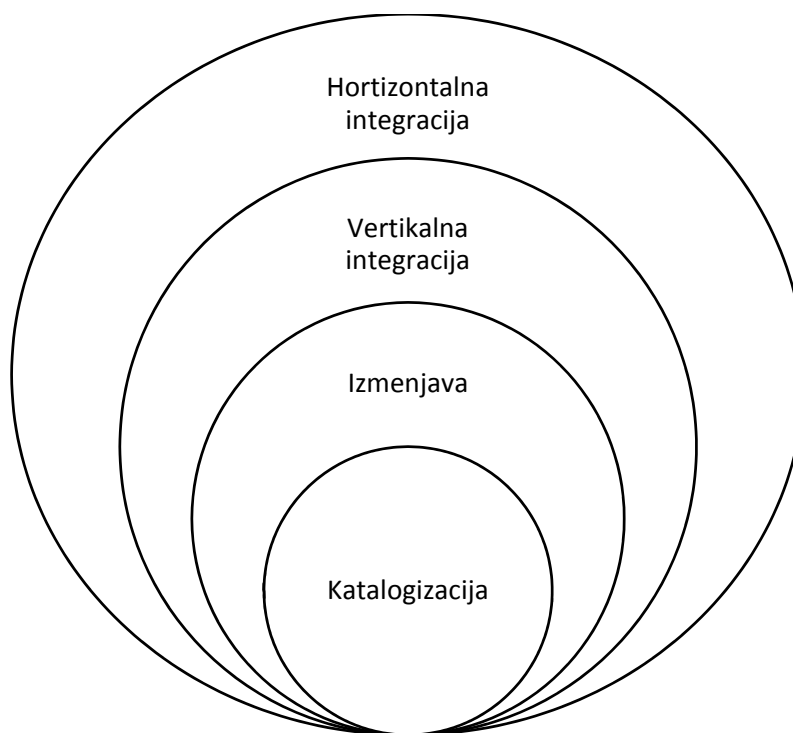 Hortizontalna
integracija
Vertikalna
integracija
Izmenjava
Katalogizacija